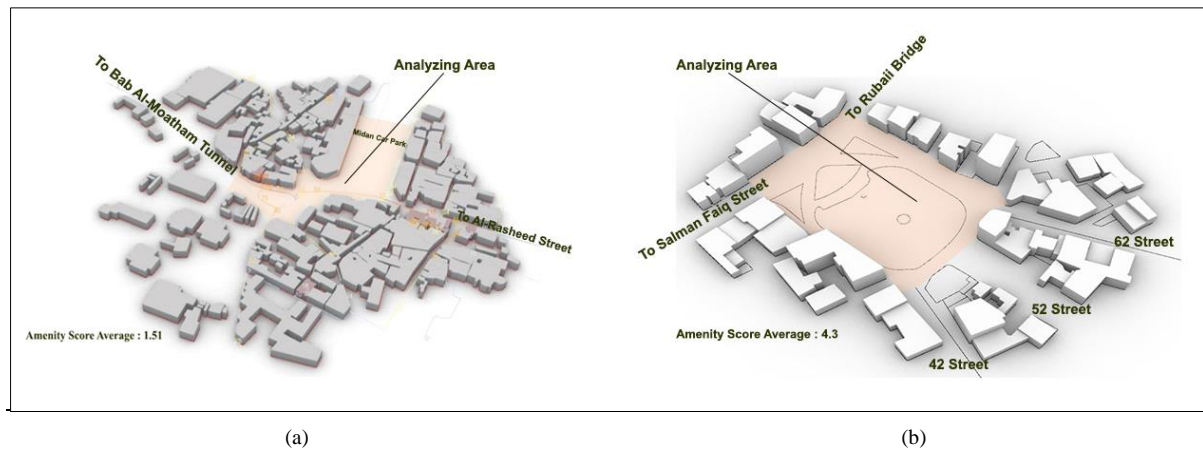 To Bab Al-Moatham Tunnel
Analyzing Area
Midan Car Park
To Al-Rasheed Street
Amenity Score Average : 1.51
(a)
Analyzing Area
To Rubaii Bridge
To Salman Faiq Street
62 Street
52 Street
42 Street
Amenity Score Average : 4.3
(b)